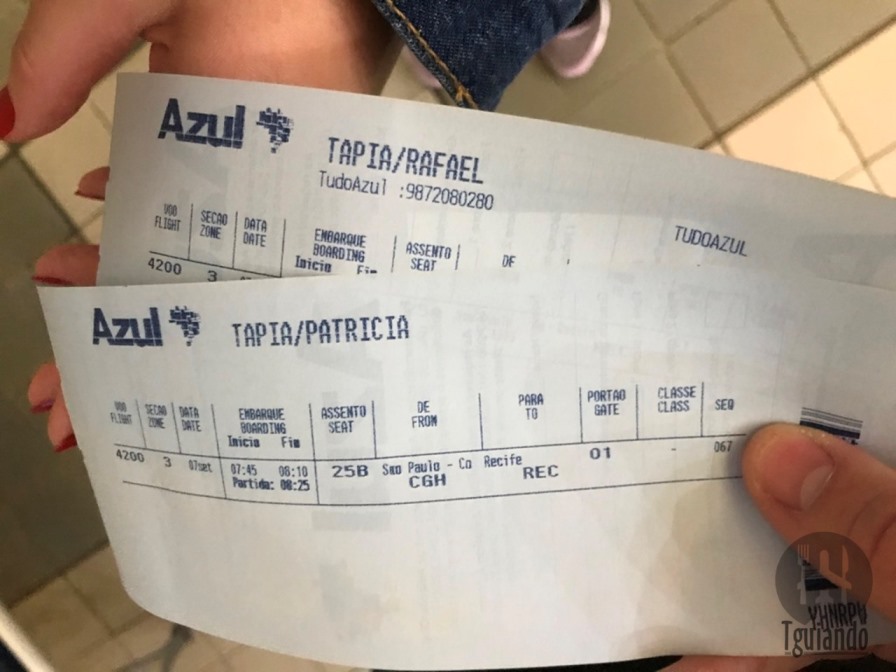 Azul
TAPIA/RAFAEL
TudoAzul :9872080280
TUDOAZUL
VOO SECAO DATA EMBARQUE ASSENTO DE
FLIGHT ZONE DATE BOARDING SEAT
Inicio Fim
4200 3
Azul
TAPIA/PATRICIA
VOO SECAO DATA EMBARQUE ASSENTO DE PARA PORTAO CLASSE SEQ
FLIGHT ZONE DATE BOARDING SEAT FROM TO GATE CLASS
Inicio Fim
4200 3 07set 07:45 08:10 25B Sao Paulo - Co Recife 01 - 067
Partida: 08:25 CGH REC
Tguiando